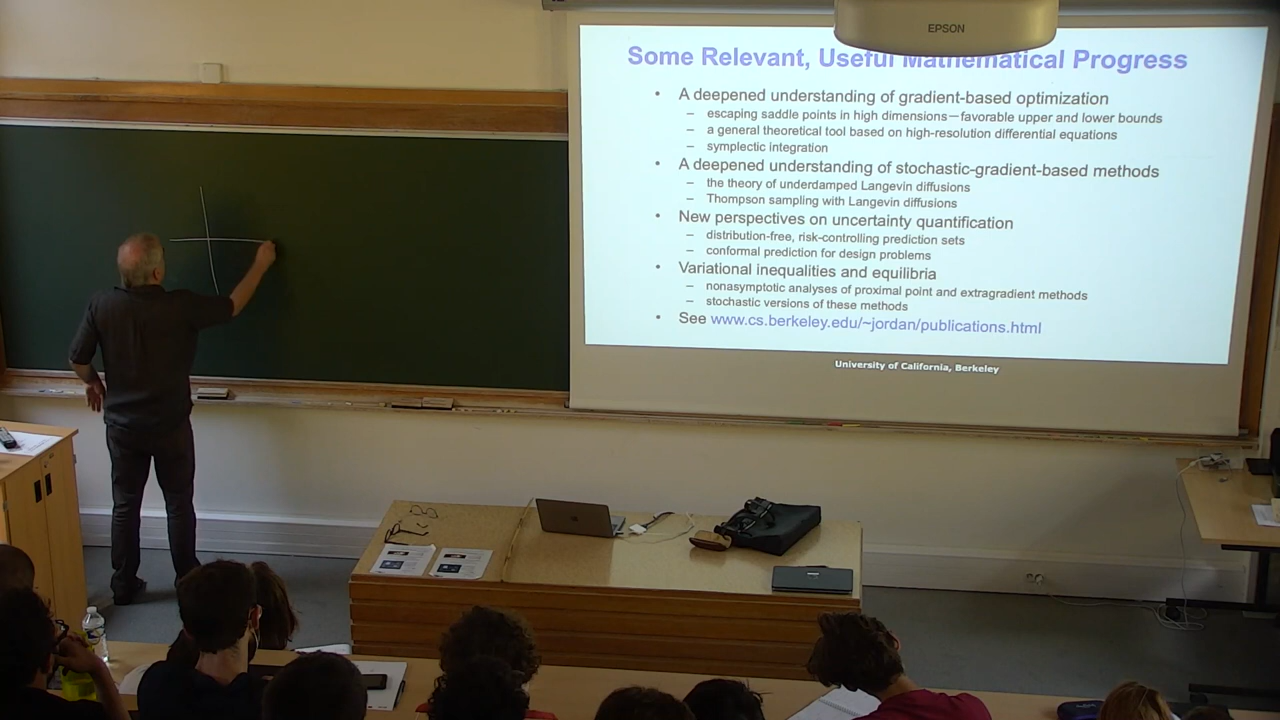 EPSON
Some Relevant, Useful Mathematical Progress
• A deepened understanding of gradient-based optimization
– escaping saddle points in high dimensions—favorable upper and lower bounds
– a general theoretical tool based on high-resolution differential equations
– symplectic integration
• A deepened understanding of stochastic-gradient-based methods
– the theory of underdamped Langevin diffusions
– Thompson sampling with Langevin diffusions
• New perspectives on uncertainty quantification
– distribution-free, risk-controlling prediction sets
– conformal prediction for design problems
• Variational inequalities and equilibria
– nonasymptotic analyses of proximal point and extragradient methods
– stochastic versions of these methods
• See www.cs.berkeley.edu/~jordan/publications.html
University of California, Berkeley